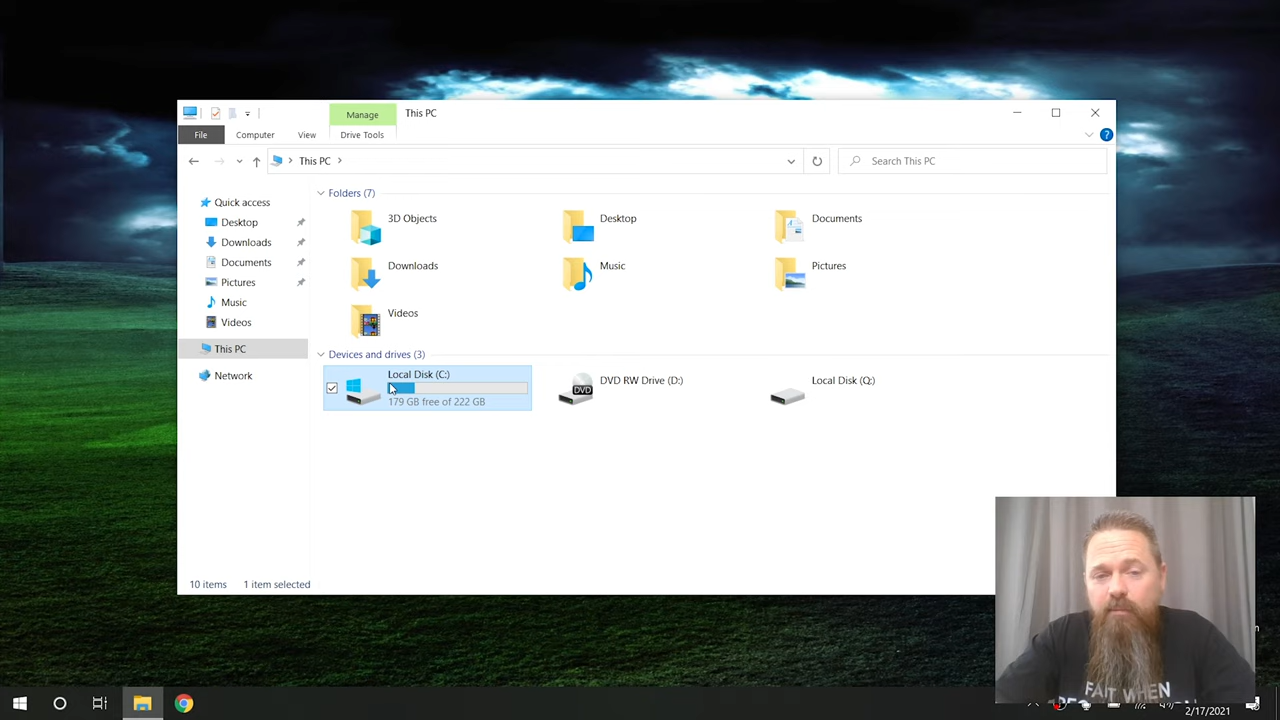 Manage
This PC
File
Computer
View
Drive Tools
This PC
Search This PC
Quick access
Desktop
Downloads
Documents
Pictures
Music
Videos
This PC
Network
Folders (7)
3D Objects
Desktop
Documents
Downloads
Music
Pictures
Videos
Devices and drives (3)
Local Disk (C:)
179 GB free of 222 GB
DVD RW Drive (D:)
DVD
Local Disk (Q:)
10 items
1 item selected
FAIT WHEN
2/17/2021